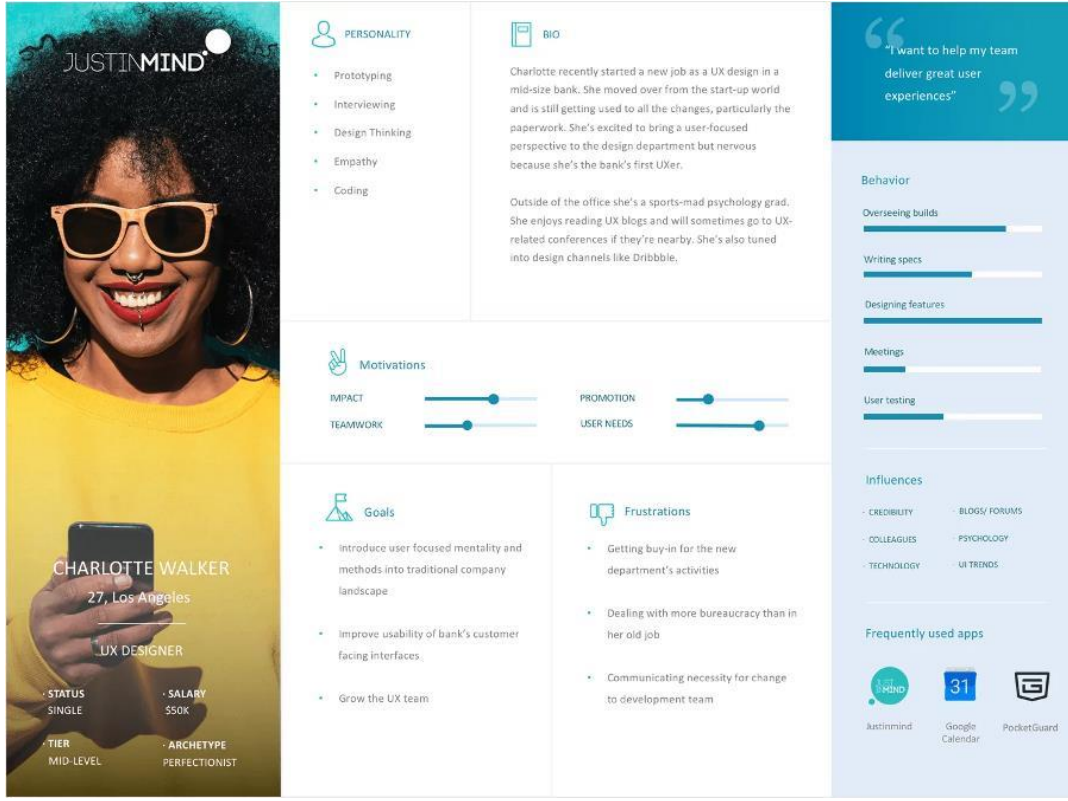 JUSTINMIND
CHARLOTTE WALKER
27, Los Angeles
UX DESIGNER
· STATUS
SINGLE
· SALARY
$50K
· TIER
MID-LEVEL
· ARCHETYPE
PERFECTIONIST
PERSONALITY
• Prototyping
• Interviewing
• Design Thinking
• Empathy
• Coding
BIO
Charlotte recently started a new job as a UX design in a
mid-size bank. She moved over from the start-up world
and is still getting used to all the changes, particularly the
paperwork. She's excited to bring a user-focused
perspective to the design department but nervous
because she's the bank's first UXer.
Outside of the office she's a sports-mad psychology grad.
She enjoys reading UX blogs and will sometimes go to UX-
related conferences if they're nearby. She's also tuned
into design channels like Dribbble.
Motivations
IMPACT
TEAMWORK
PROMOTION
USER NEEDS
Goals
• Introduce user focused mentality and
methods into traditional company
landscape
• Improve usability of bank's customer
facing interfaces
• Grow the UX team
Frustrations
• Getting buy-in for the new
department's activities
• Dealing with more bureaucracy than in
her old job
• Communicating necessity for change
to development team
"I want to help my team
deliver great user
experiences"
Behavior
Overseeing builds
Writing specs
Designing features
Meetings
User testing
Influences
· CREDIBILITY
· COLLEAGUES
· TECHNOLOGY
· BLOGS/ FORUMS
· PSYCHOLOGY
· UI TRENDS
Frequently used apps
JUST
INMIND
Justinmind
31
Google
Calendar
PocketGuard